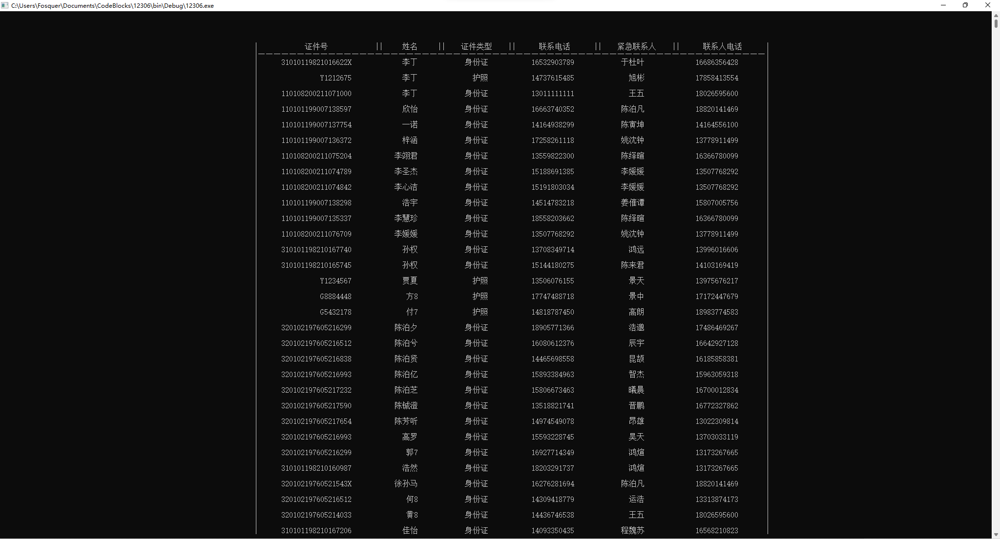 C:\Users\Fosquer\Documents\CodeBlocks\12306\bin\Debug\12306.exe
证件号 || 姓名 || 证件类型 || 联系电话 || 紧急联系人 || 联系人电话
31010119821016622X 李丁 身份证 16532903789 于杜叶 16686356428
Y1212675 李丁 护照 14737615485 旭彬 17858413554
110108200211071000 李丁 身份证 13011111111 王五 18026595600
110101199007138597 欣怡 身份证 16663740352 陈泊凡 18820141469
110101199007137754 一诺 身份证 14164938299 陈寅坤 14164556100
110101199007136372 梓涵 身份证 17258261118 姚沈钟 13778911499
110108200211075204 李翊君 身份证 13559822300 陈绎暄 16366780099
110108200211074789 李圣杰 身份证 15188691385 李媛媛 13507768292
110108200211074842 李心洁 身份证 15191803034 李媛媛 13507768292
110101199007138298 浩宇 身份证 14514783218 姜催谭 15807005756
110101199007135337 李慧珍 身份证 18558203662 陈绎暄 16366780099
110108200211076709 李媛媛 身份证 13507768292 姚沈钟 13778911499
310101198210167740 孙权 身份证 13708349714 鸿远 13996016606
310101198210165745 孙权 身份证 15144180275 陈来君 14103169419
Y1234567 贾夏 护照 13506076155 景天 13975676217
G8884448 方8 护照 17747488718 景中 17172447679
G5432178 付7 护照 14818787450 高朗 18983774583
320102197605216299 陈泊夕 身份证 18905771366 浩邈 17486469267
320102197605216512 陈泊兮 身份证 16080612376 辰宇 16642927128
320102197605216838 陈泊贤 身份证 14465698558 昆颉 16185858381
320102197605216993 陈泊亿 身份证 15893384963 智杰 15963059318
320102197605217232 陈泊芝 身份证 15806673463 曦晨 16700012834
320102197605217590 陈铖澄 身份证 13518821741 晋鹏 16772327862
320102197605217654 陈芳听 身份证 14974549078 昂雄 13022309814
320102197605216993 高罗 身份证 15593228745 昊天 13703033119
320102197605216299 郭7 身份证 16927714349 鸿煊 13173267665
310101198210160987 浩然 身份证 18203291737 鸿煊 13173267665
32010219760521543X 徐孙马 身份证 16276281694 陈泊凡 18820141469
320102197605216512 何8 身份证 14309418779 运浩 13313874173
320102197605214033 黄8 身份证 14436746538 王五 18026595600
310101198210167206 佳怡 身份证 14093350435 程魏苏 16568210823